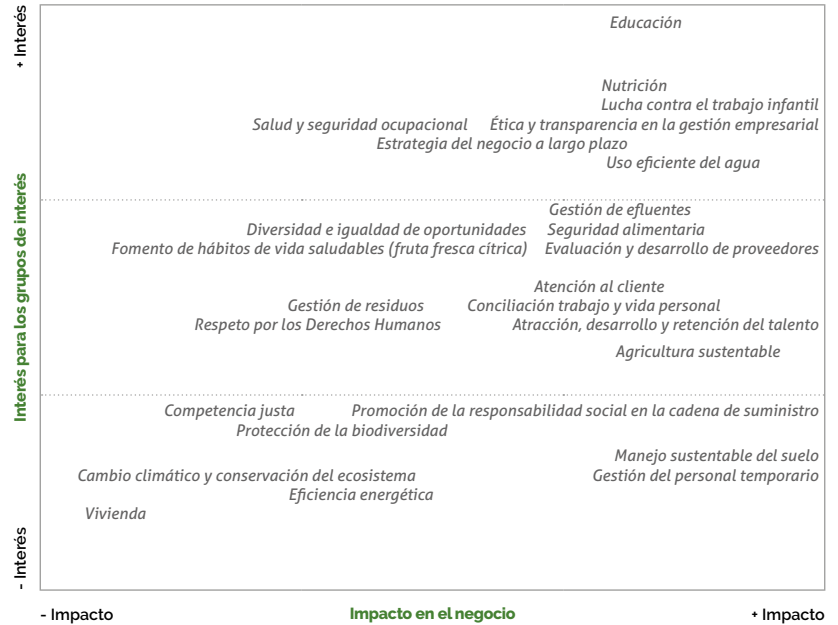 + Interés
Educación
Nutrición
Lucha contra el trabajo infantil
Salud y seguridad ocupacional
Ética y transparencia en la gestión empresarial
Estrategia del negocio a largo plazo
Uso eficiente del agua
Interés para los grupos de interés
Gestión de efluentes
Diversidad e igualdad de oportunidades
Seguridad alimentaria
Fomento de hábitos de vida saludables (fruta fresca cítrica)
Evaluación y desarrollo de proveedores
Atención al cliente
Gestión de residuos
Conciliación trabajo y vida personal
Respeto por los Derechos Humanos
Atracción, desarrollo y retención del talento
Agricultura sustentable
Competencia justa
Promoción de la responsabilidad social en la cadena de suministro
Protección de la biodiversidad
Manejo sustentable del suelo
Cambio climático y conservación del ecosistema
Gestión del personal temporario
Eficiencia energética
Vivienda
- Interés
- Impacto
Impacto en el negocio
+ Impacto